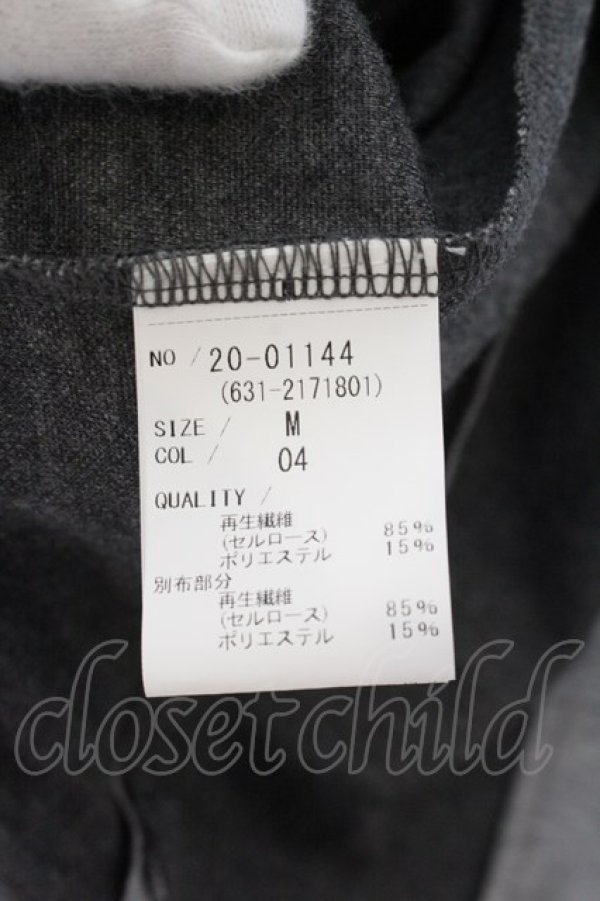 NO / 20-01144
(631-2171801)
SIZE / M
COL / 04
QUALITY /
再生繊維
(セルロース) 85%
ポリエステル 15%
別布部分
再生繊維
(セルロース) 85%
ポリエステル 15%
closetchild